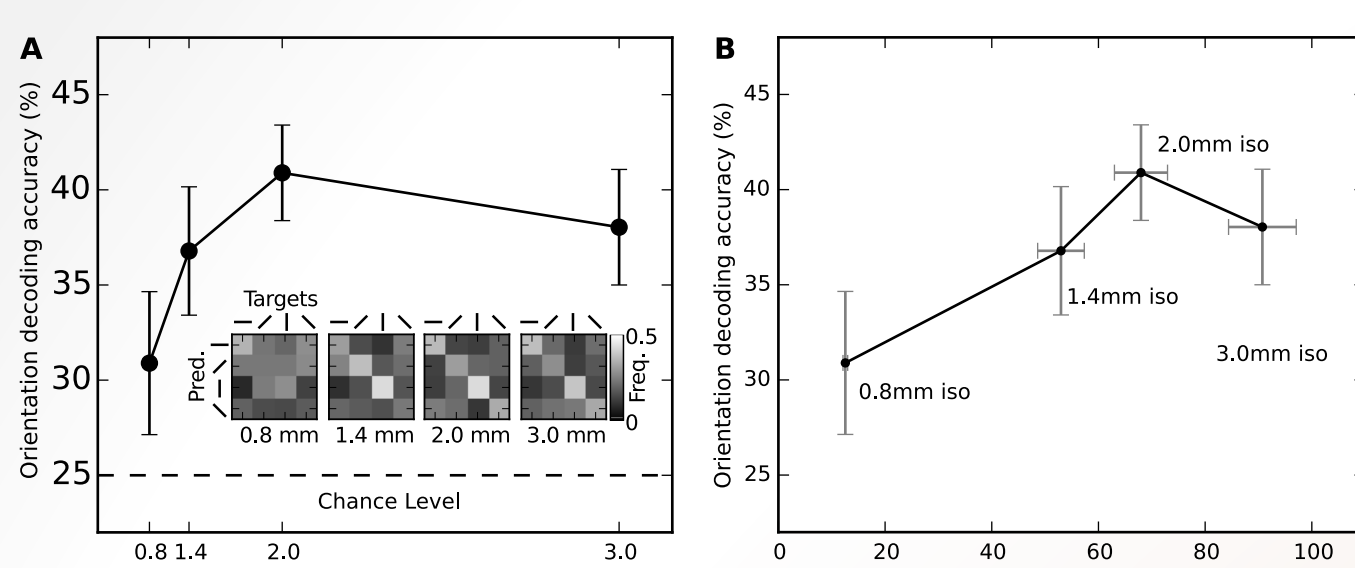 A
Orientation decoding accuracy (%)
45
40
35
30
25
Targets
Pred.
0.5
Freq.
0
0.8 mm 1.4 mm 2.0 mm 3.0 mm
Chance Level
0.8 1.4 2.0 3.0
B
Orientation decoding accuracy (%)
45
40
35
30
25
2.0mm iso
1.4mm iso
3.0mm iso
0.8mm iso
0 20 40 60 80 100